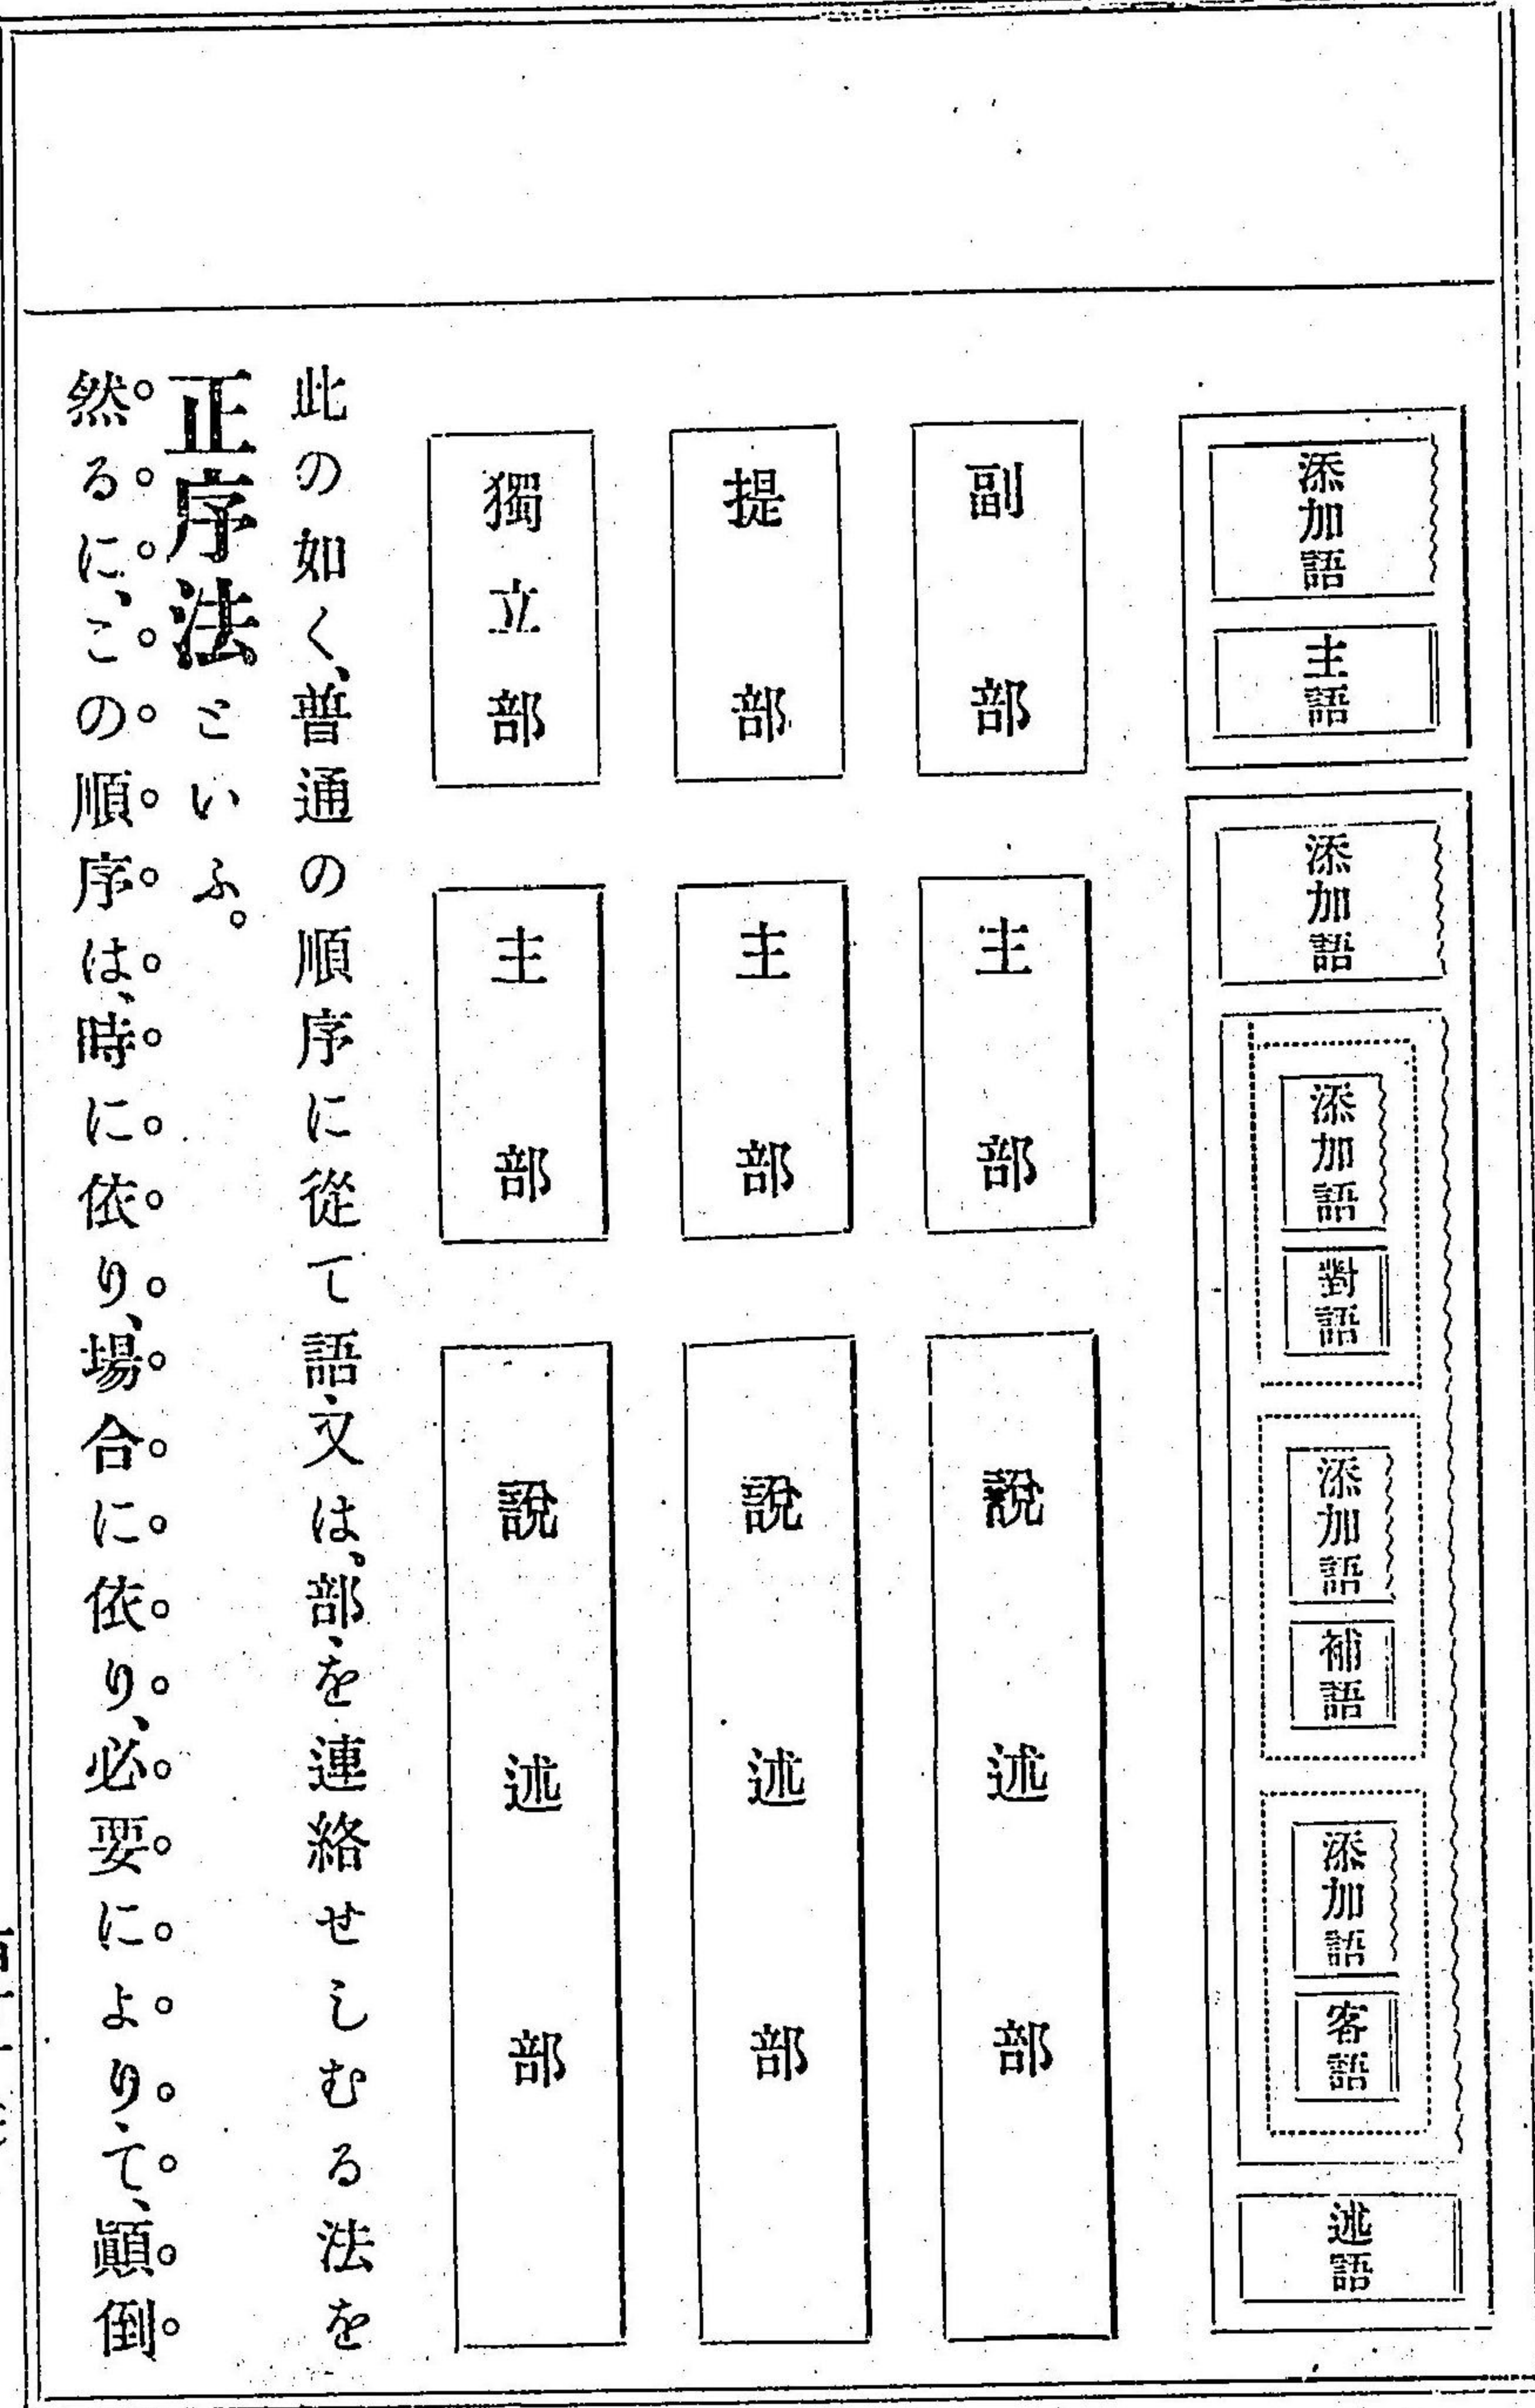 添加語 主語 添加語 添加語 對語 添加語 補語 添加語 客語 述語
副部 主部 說述部
提部 主部 說述部
獨立部 主部 說述部
此の如く、普通の順序に從て語、又は、部、を連絡せしむる法を
正序法といふ。
然るに、この順序は、時に依り、場合に依り、必要により、て、顚倒